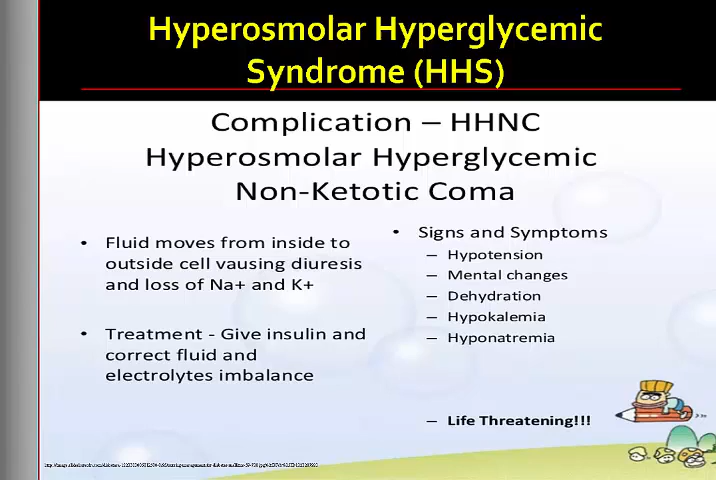 Hyperosmolar Hyperglycemic
Syndrome (HHS)
Complication – HHNC
Hyperosmolar Hyperglycemic
Non-Ketotic Coma
• Fluid moves from inside to
outside cell vausing diuresis
and loss of Na+ and K+
• Treatment - Give insulin and
correct fluid and
electrolytes imbalance
• Signs and Symptoms
– Hypotension
– Mental changes
– Dehydration
– Hypokalemia
– Hyponatremia
– Life Threatening!!!